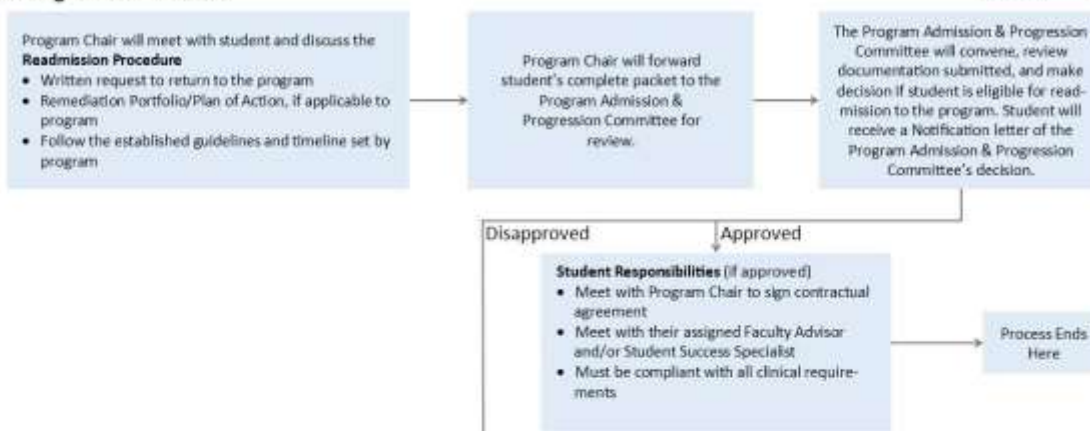 Program Chair will meet with student and discuss the
Readmission Procedure
• Written request to return to the program
• Remediation Portfolio/Plan of Action, if applicable to
program
• Follow the established guidelines and timeline set by
program
Program Chair will forward
student's complete packet to the
Program Admission &
Progression Committee for
review.
The Program Admission & Progression
Committee will convene, review
documentation submitted, and make
decision if student is eligible for read-
mission to the program. Student will
receive a Notification letter of the
Program Admission & Progression
Committee's decision.
Disapproved
Approved
Student Responsibilities (if approved)
• Meet with Program Chair to sign contractual
agreement
• Meet with their assigned Faculty Advisor
and/or Student Success Specialist
• Must be compliant with all clinical require-
ments
Process Ends
Here